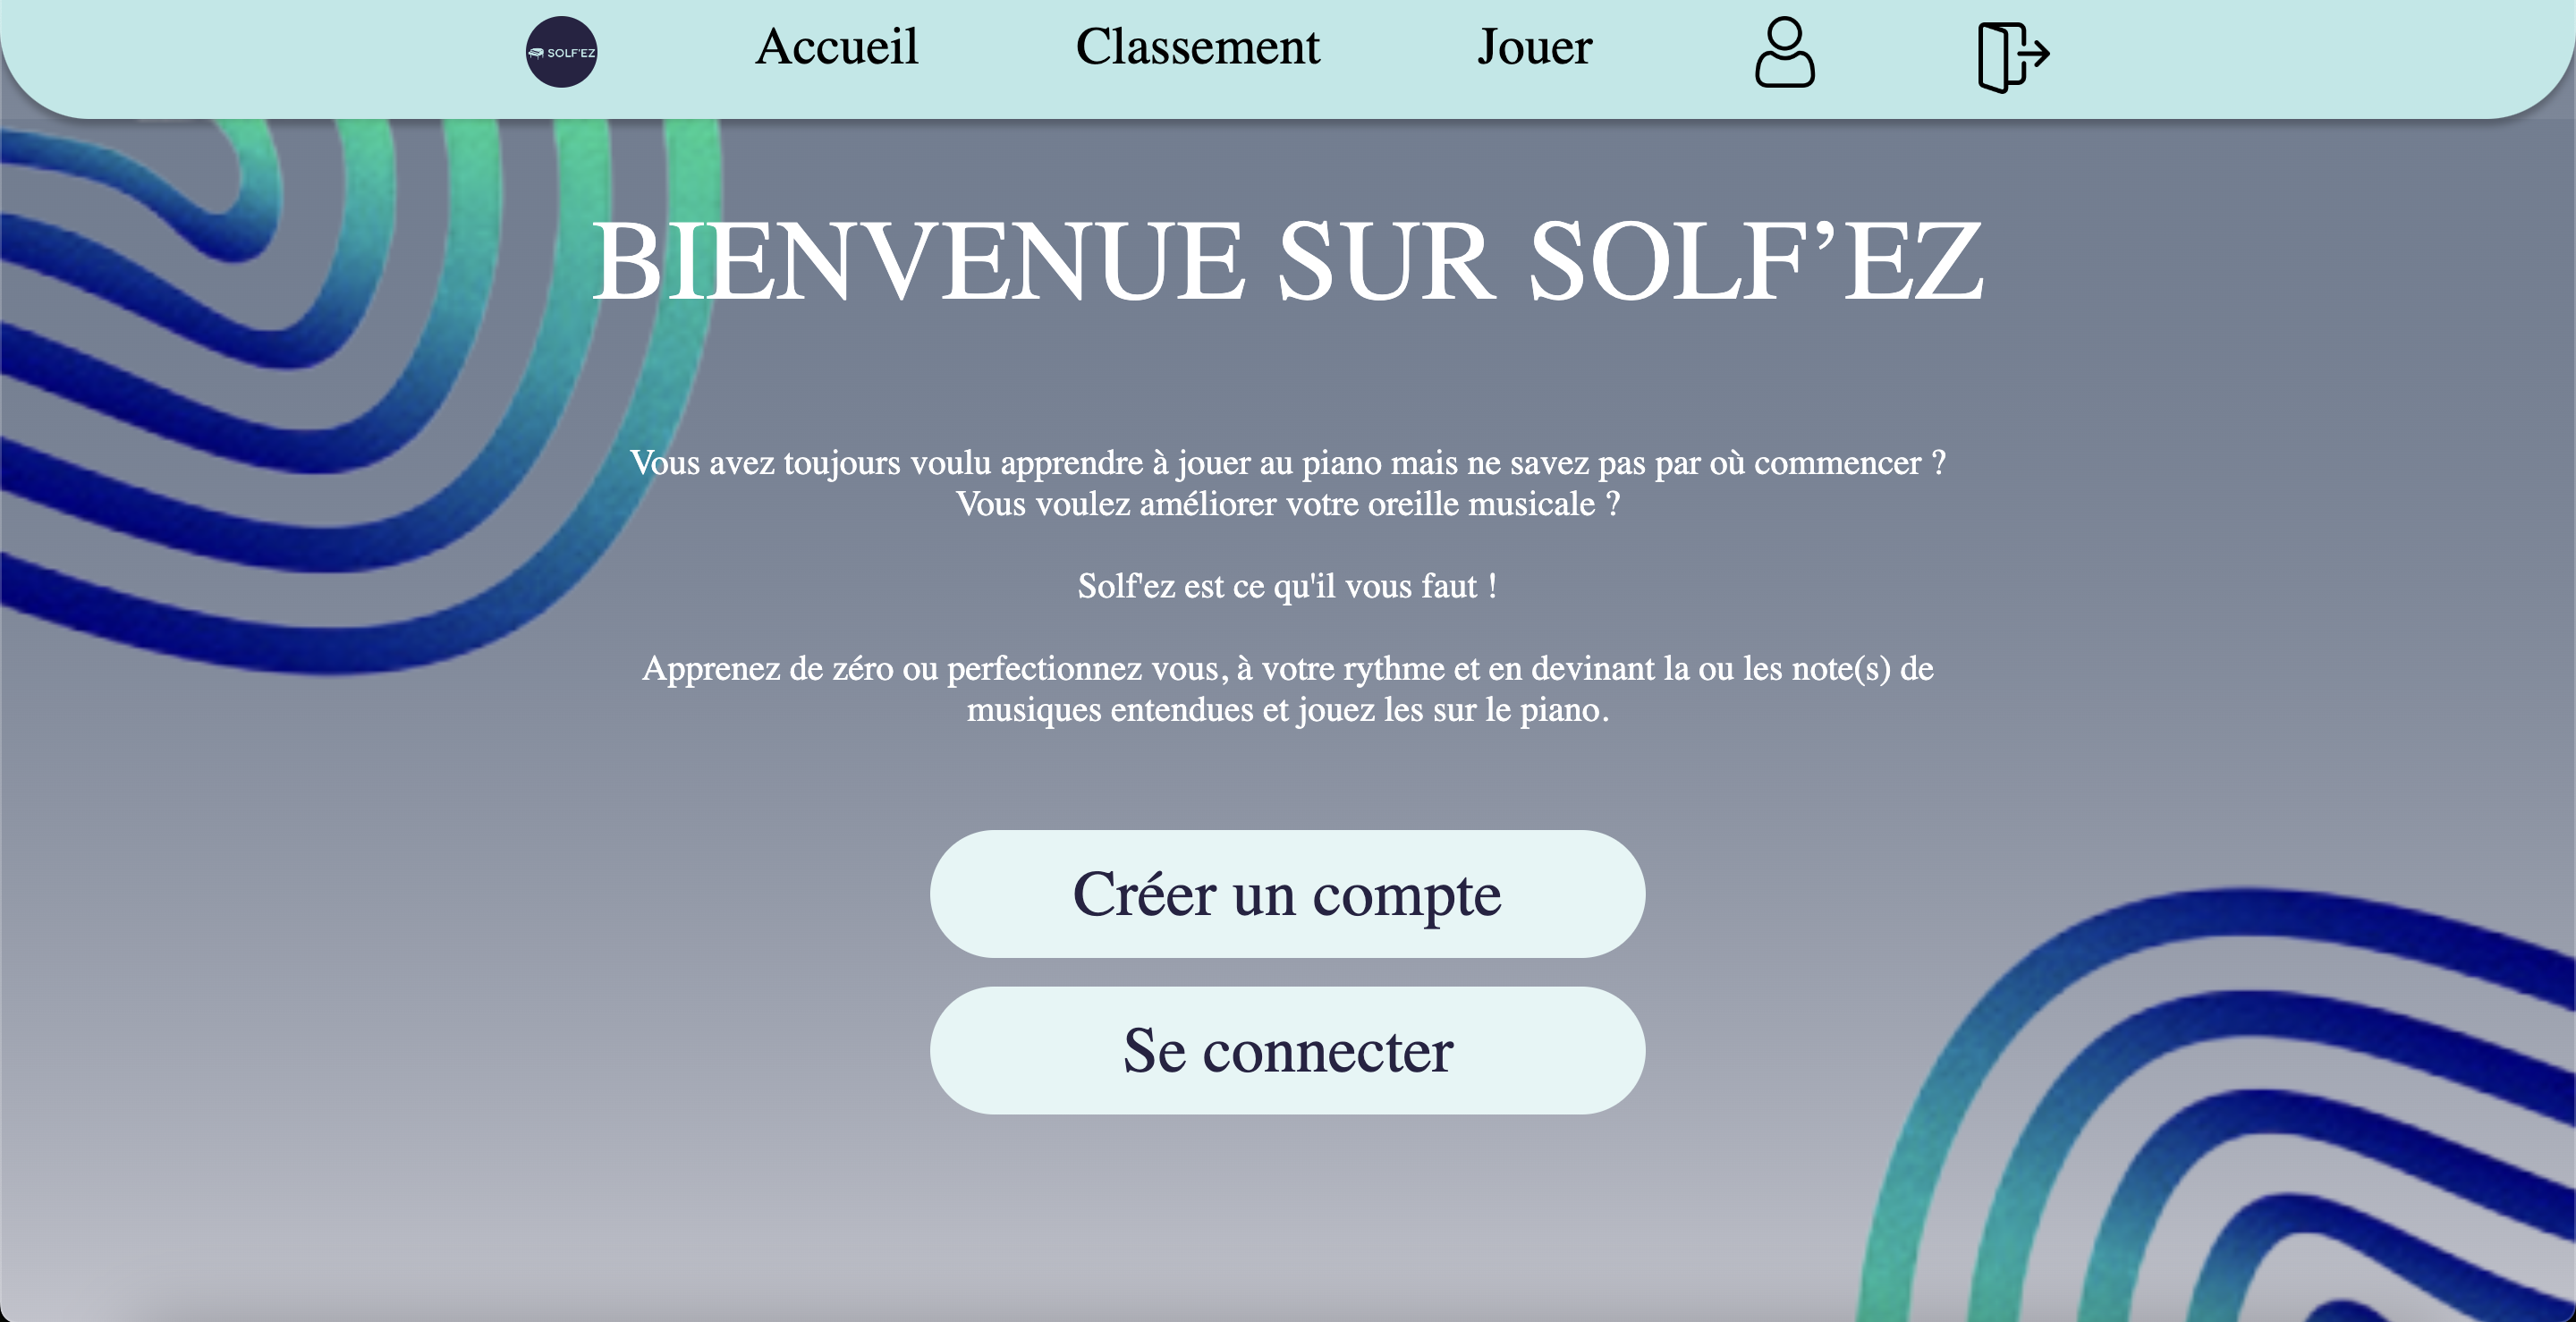 SOLF'EZ
Accueil
Classement
Jouer
BIENVENUE SUR SOLF’EZ
Vous avez toujours voulu apprendre à jouer au piano mais ne savez pas par où commencer ?
Vous voulez améliorer votre oreille musicale ?
Solf'ez est ce qu'il vous faut !
Apprenez de zéro ou perfectionnez vous, à votre rythme et en devinant la ou les note(s) de
musiques entendues et jouez les sur le piano.
Créer un compte
Se connecter